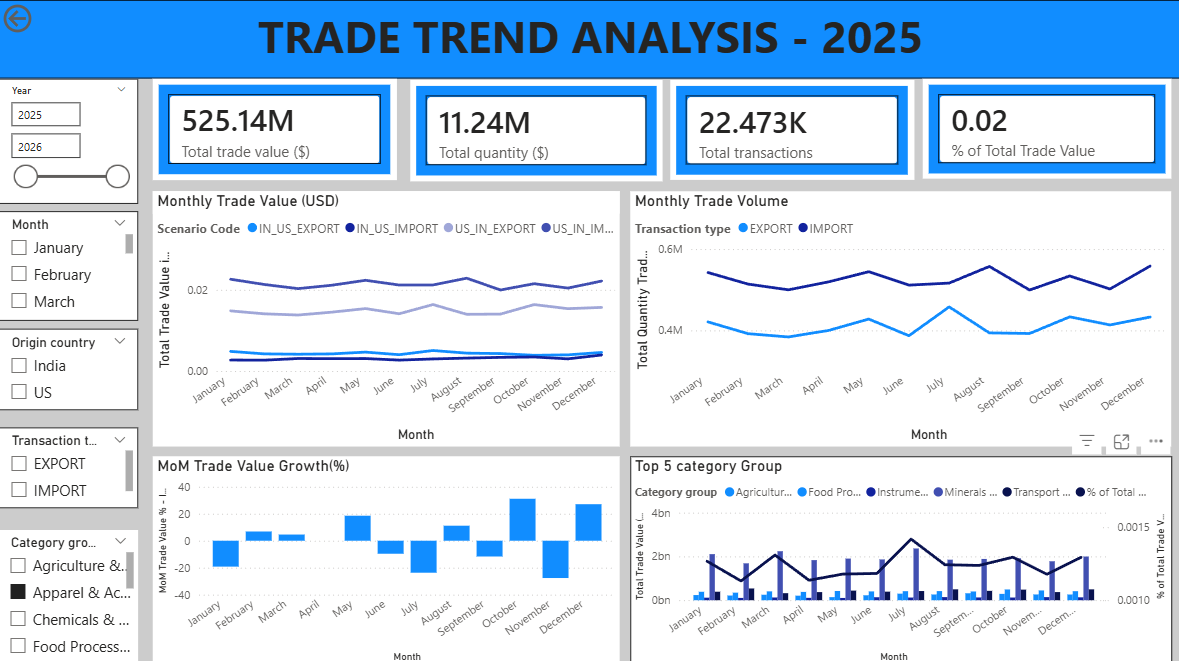 TRADE TREND ANALYSIS - 2025
Year
2025
2026
Month
January
February
March
Origin country
India
US
Transaction t...
EXPORT
IMPORT
Category gro...
Agriculture &...
Apparel & Ac...
Chemicals & ...
Food Process...
525.14M
Total trade value ($)
11.24M
Total quantity ($)
22.473K
Total transactions
0.02
% of Total Trade Value
Monthly Trade Value (USD)
Scenario Code IN_US_EXPORT IN_US_IMPORT US_IN_EXPORT US_IN_IM...
Total Trade Value i...
0.02
0.00
January February March April May June July August September October November December
Month
Monthly Trade Volume
Transaction type EXPORT IMPORT
Total Quantity Trad...
0.6M
0.4M
January February March April May June July August September October November December
Month
MoM Trade Value Growth(%)
MoM Trade Value % - I...
40
20
0
-20
-40
January February March April May June July August September October November December
Month
Top 5 category Group
Category group Agricultur... Food Pro... Instrume... Minerals ... Transport ... % of Total ...
Total Trade Value (...
4bn
2bn
0bn
% of Total Trade V...
0.0015
0.0010
January February March April May June July August Septem... October Novem... Decem...
Month